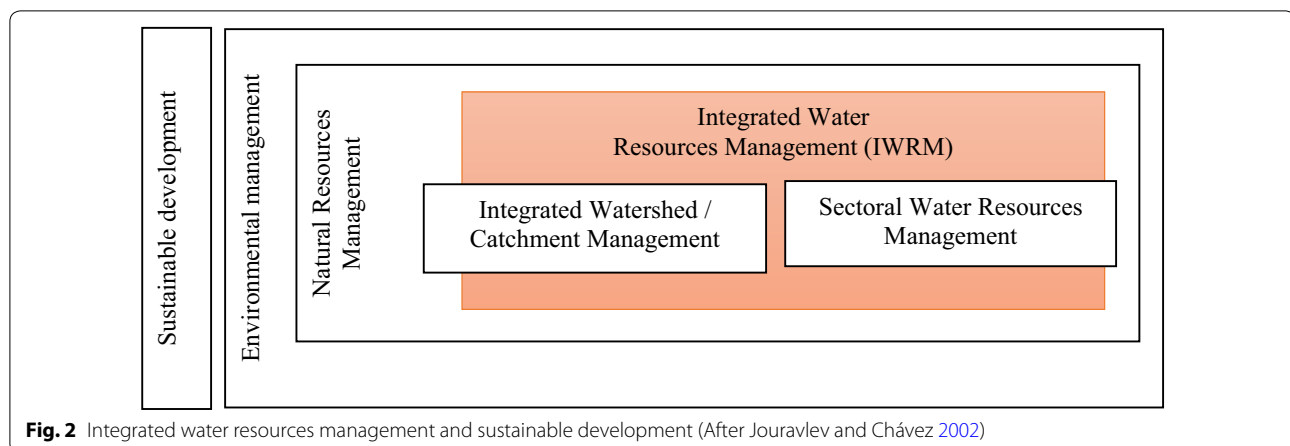 Sustainable development
Environmental management
Natural Resources
Management
Integrated Water
Resources Management (IWRM)
Integrated Watershed /
Catchment Management
Sectoral Water Resources
Management
Fig. 2 Integrated water resources management and sustainable development (After Jouravlev and Chávez 2002)